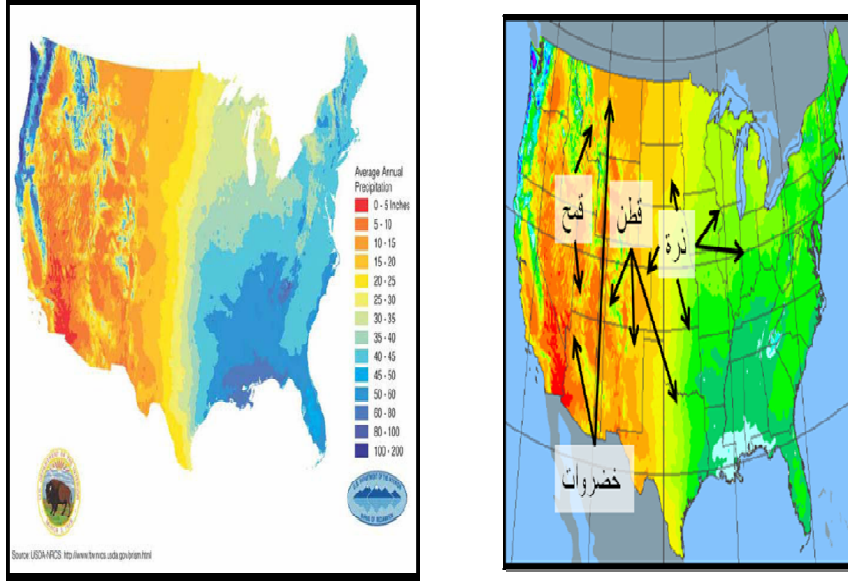 Average Annual
Precipitation
0 - 5 Inches
5 - 10
10 - 15
15 - 20
20 - 25
25 - 30
30 - 35
35 - 40
40 - 45
45 - 50
50 - 60
60 - 80
80 - 100
100 - 200
Source: USDA-NRCS http://www.ftw.nrcs.usda.gov/prism.html
قمح
قطن
ذرة
خضروات